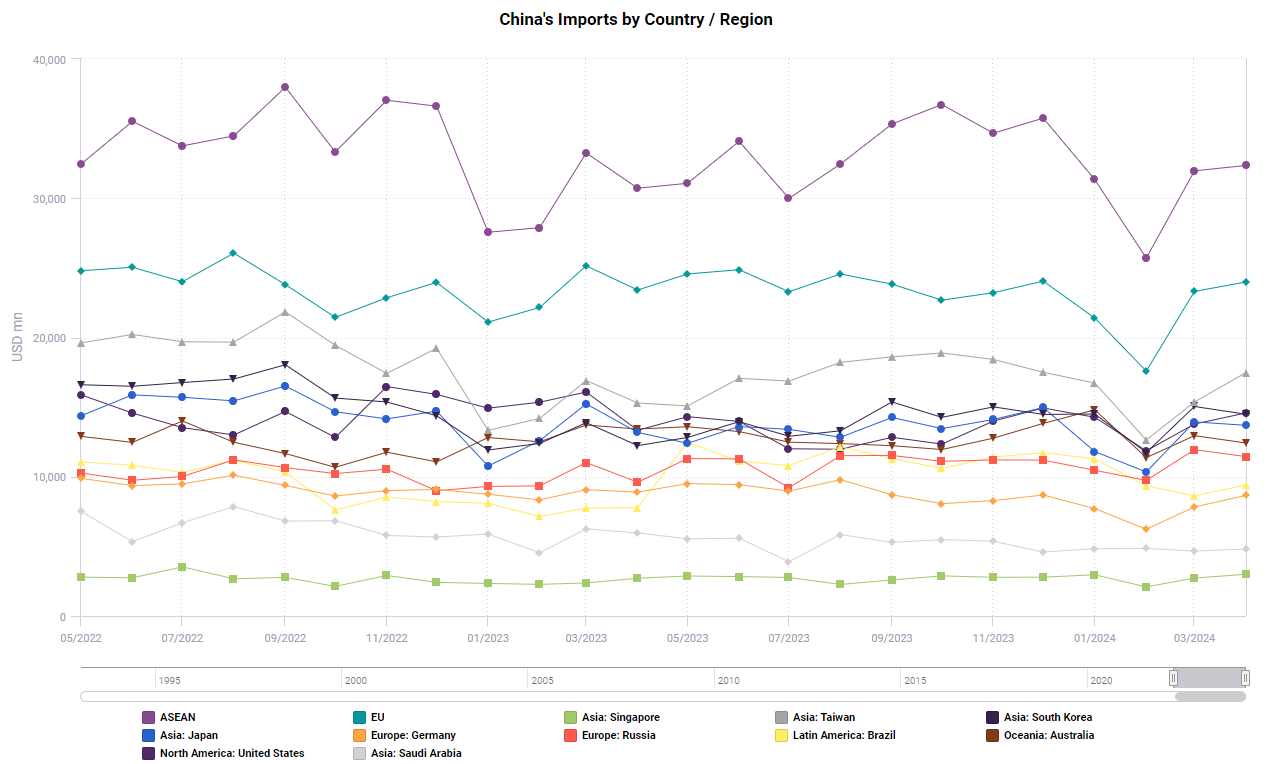 China's Imports by Country / Region
40,000
30,000
20,000
10,000
0
USD mn
05/2022 07/2022 09/2022 11/2022 01/2023 03/2023 05/2023 07/2023 09/2023 11/2023 01/2024 03/2024
1995 2000 2005 2010 2015 2020
ASEAN EU Asia: Singapore Asia: Taiwan Asia: South Korea
Asia: Japan Europe: Germany Europe: Russia Latin America: Brazil Oceania: Australia
North America: United States Asia: Saudi Arabia